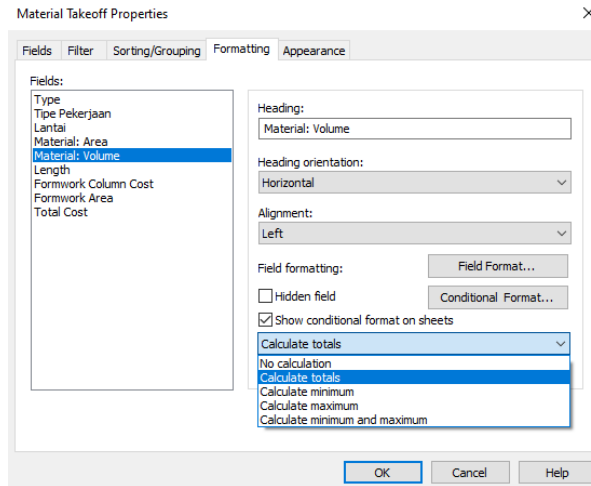 Material Takeoff Properties
Fields Filter Sorting/Grouping Formatting Appearance
Fields:
Type
Tipe Pekerjaan
Lantai
Material: Area
Material: Volume
Length
Formwork Column Cost
Formwork Area
Total Cost
Heading:
Material: Volume
Heading orientation:
Horizontal
Alignment:
Left
Field formatting:
Field Format...
Hidden field
Conditional Format...
Show conditional format on sheets
Calculate totals
No calculation
Calculate totals
Calculate minimum
Calculate maximum
Calculate minimum and maximum
OK Cancel Help